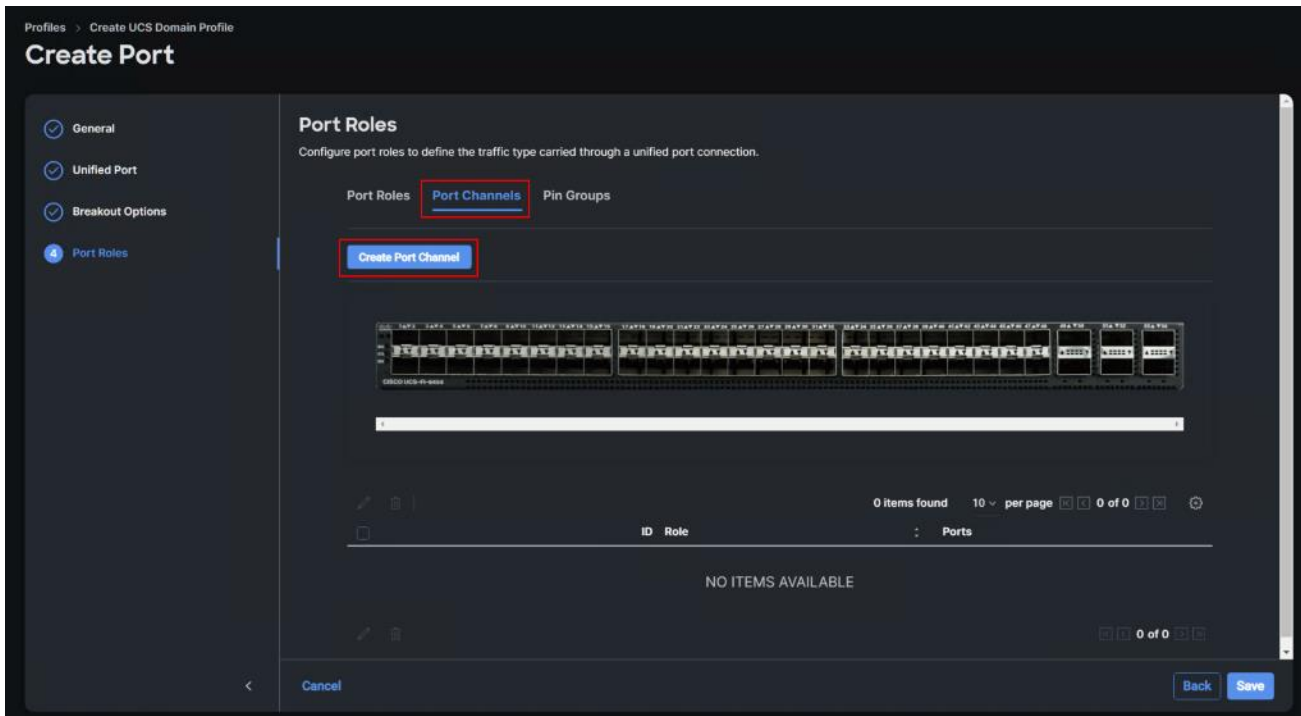 Profiles > Create UCS Domain Profile
Create Port
General
Unified Port
Breakout Options
4 Port Roles
Port Roles
Configure port roles to define the traffic type carried through a unified port connection.
Port Roles Port Channels Pin Groups
Create Port Channel
0 items found 10 per page 0 of 0
ID Role Ports
NO ITEMS AVAILABLE
0 of 0
Cancel Back Save